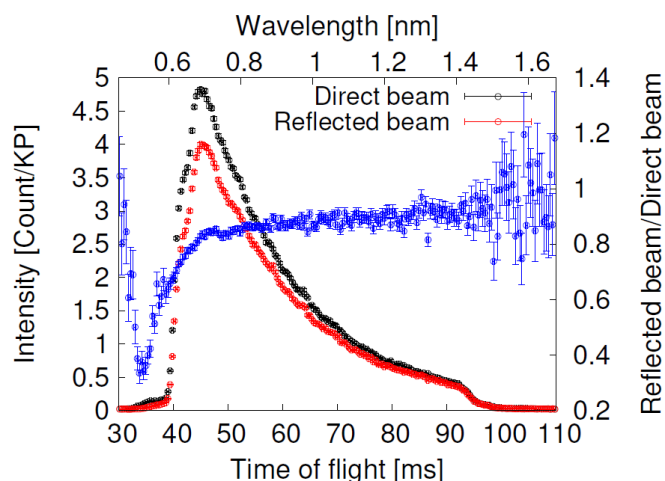 Wavelength [nm]
0.6 0.8 1 1.2 1.4 1.6
5 1.4
Direct beam
4.5
Reflected beam
4 1.2
3.5
3 1
2.5
2 0.8
1.5 0.6
1
0.5 0.4
0 0.2
30 40 50 60 70 80 90 100 110
Time of flight [ms]
Intensity [Count/KP]
Reflected beam/Direct beam